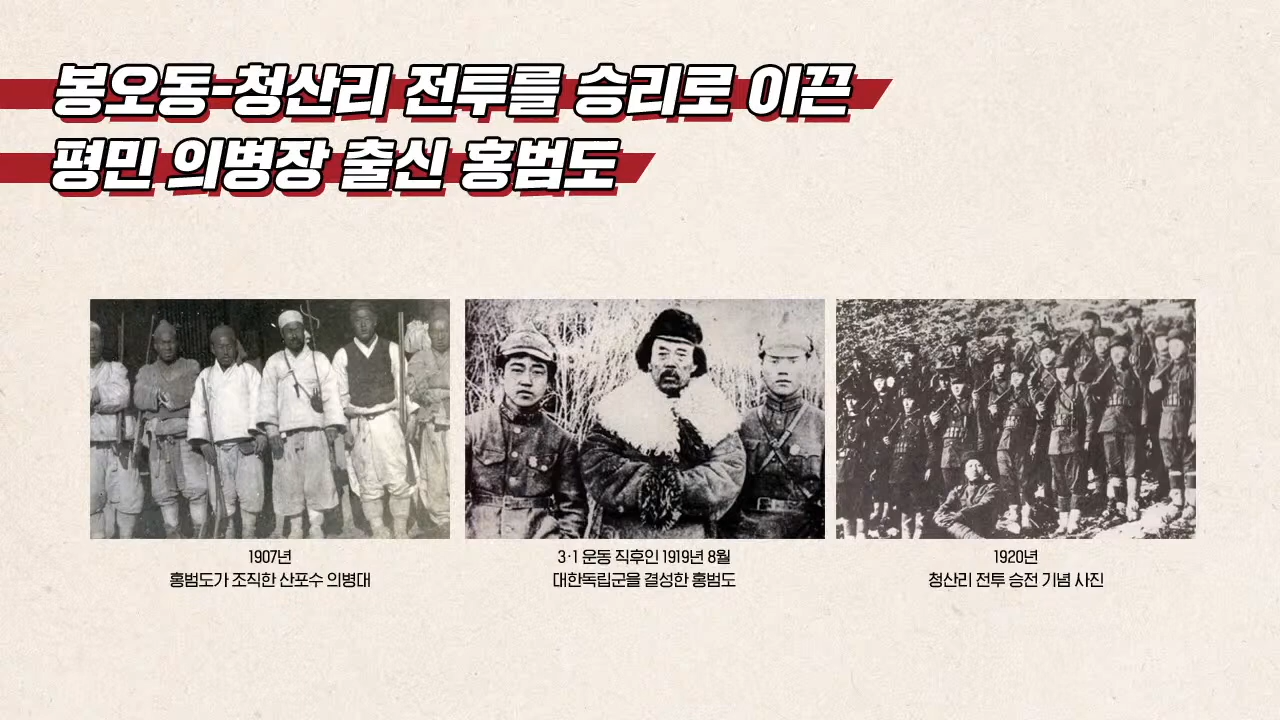 봉오동-청산리 전투를 승리로 이끈
평민 의병장 출신 홍범도
1907년
홍범도가 조직한 산포수 의병대
3·1 운동 직후인 1919년 8월
대한독립군을 결성한 홍범도
1920년
청산리 전투 승전 기념 사진